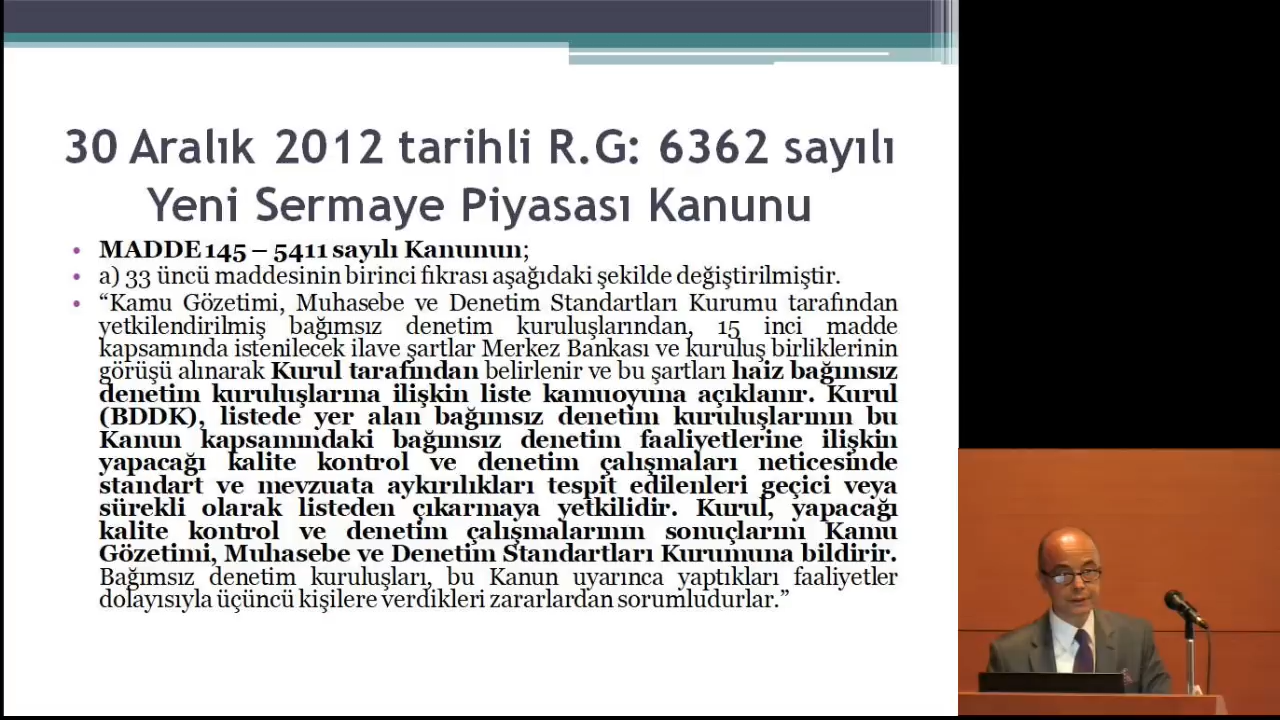 30 Aralık 2012 tarihli R.G: 6362 sayılı
Yeni Sermaye Piyasası Kanunu
• MADDE 145 – 5411 sayılı Kanunun;
• a) 33 üncü maddesinin birinci fıkrası aşağıdaki şekilde değiştirilmiştir.
• “Kamu Gözetimi, Muhasebe ve Denetim Standartları Kurumu tarafından
yetkilendirilmiş bağımsız denetim kuruluşlarından, 15 inci madde
kapsamında istenilecek ilave şartlar Merkez Bankası ve kuruluş birliklerinin
görüşü alınarak Kurul tarafından belirlenir ve bu şartları haiz bağımsız
denetim kuruluşlarına ilişkin liste kamuoyuna açıklanır. Kurul
(BDDK), listede yer alan bağımsız denetim kuruluşlarının bu
Kanun kapsamındaki bağımsız denetim faaliyetlerine ilişkin
yapacağı kalite kontrol ve denetim çalışmaları neticesinde
standart ve mevzuata aykırılıkları tespit edilenleri geçici veya
sürekli olarak listeden çıkarmaya yetkilidir. Kurul, yapacağı
kalite kontrol ve denetim çalışmalarının sonuçlarını Kamu
Gözetimi, Muhasebe ve Denetim Standartları Kurumuna bildirir.
Bağımsız denetim kuruluşları, bu Kanun uyarınca yaptıkları faaliyetler
dolayısıyla üçüncü kişilere verdikleri zararlardan sorumludurlar.”